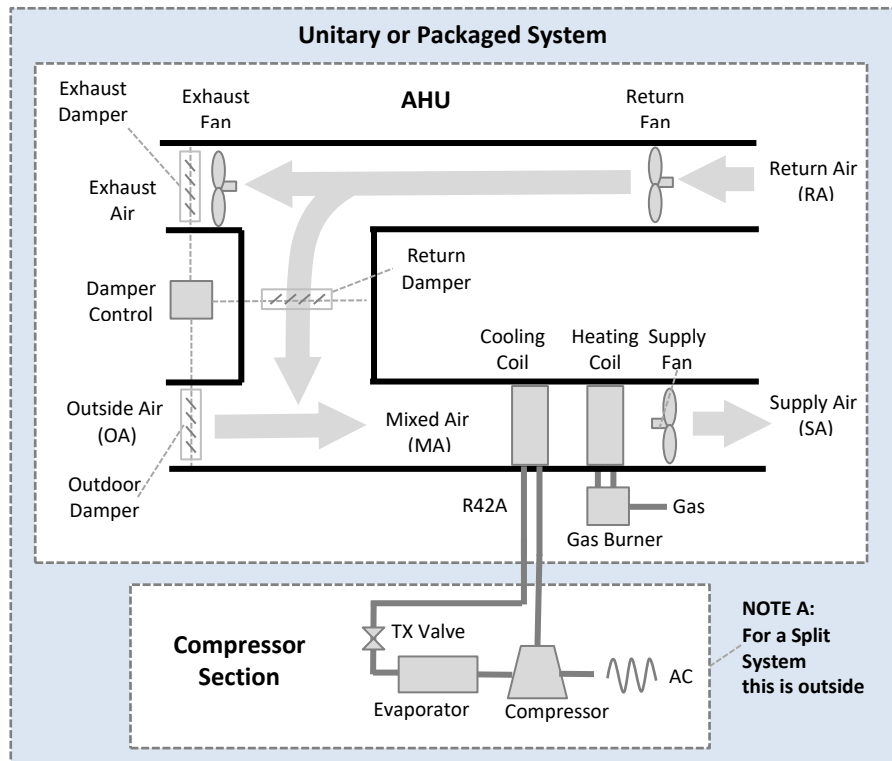 Unitary or Packaged System
Exhaust
Damper
Exhaust
Fan
AHU
Return
Fan
Exhaust
Air
Return Air
(RA)
Damper
Control
Return
Damper
Cooling
Coil
Heating
Coil
Supply
Fan
Outside Air
(OA)
Mixed Air
(MA)
Supply Air
(SA)
Outdoor
Damper
R42A
Gas
Gas Burner
Compressor
Section
TX Valve
Evaporator
Compressor
AC
NOTE A:
For a Split
System
this is outside